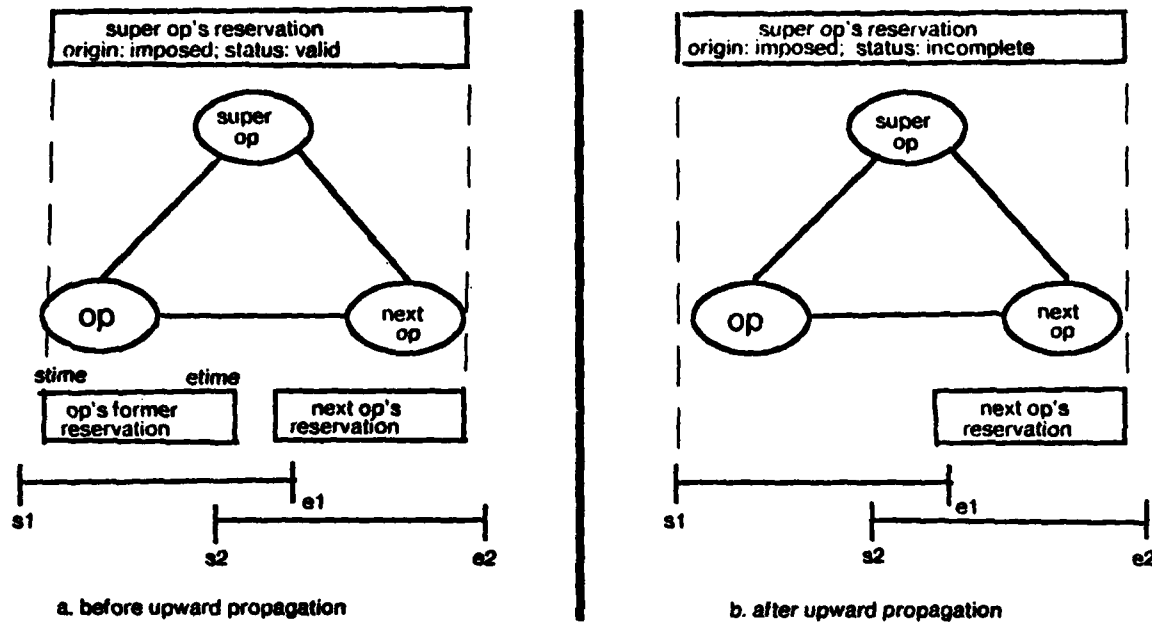 super op's reservation
origin: imposed; status: valid
super
op
op
next
op
stime
etime
op's former
reservation
next op's
reservation
s1
e1
s2
e2
a. before upward propagation
super op's reservation
origin: imposed; status: incomplete
super
op
op
next
op
next op's
reservation
s1
e1
s2
e2
b. after upward propagation